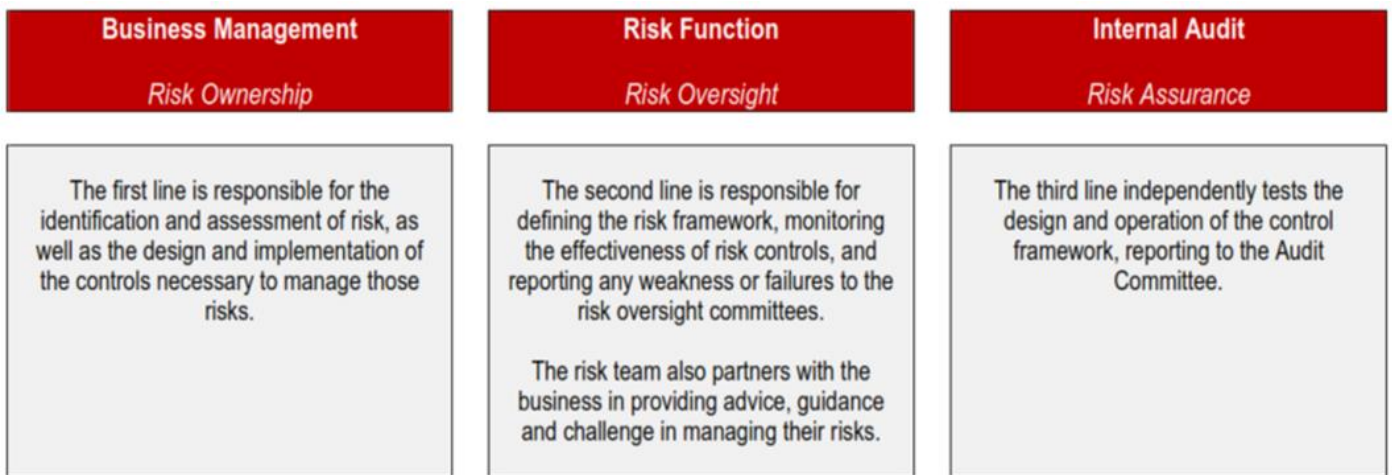 Business Management
Risk Ownership
The first line is responsible for the
identification and assessment of risk, as
well as the design and implementation of
the controls necessary to manage those
risks.
Risk Function
Risk Oversight
The second line is responsible for
defining the risk framework, monitoring
the effectiveness of risk controls, and
reporting any weakness or failures to the
risk oversight committees.
The risk team also partners with the
business in providing advice, guidance
and challenge in managing their risks.
Internal Audit
Risk Assurance
The third line independently tests the
design and operation of the control
framework, reporting to the Audit
Committee.